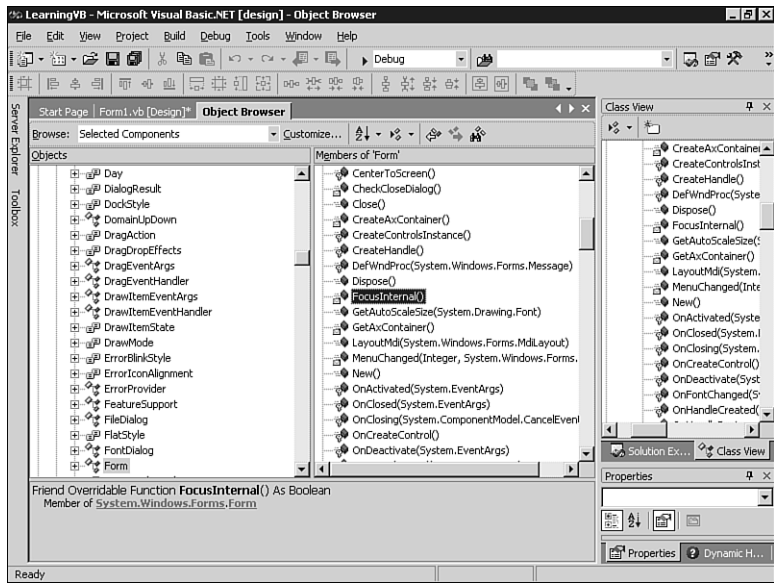 LearningVB - Microsoft Visual Basic.NET [design] - Object Browser
File Edit View Project Build Debug Tools Window Help
Debug
Start Page Form1.vb [Design]* Object Browser
Browse: Selected Components Customize...
Objects
Day
DialogResult
DockStyle
DomainUpDown
DragAction
DragDropEffects
DragEventArgs
DragEventHandler
DrawItemEventArgs
DrawItemEventHandler
DrawItemState
DrawMode
ErrorBlinkStyle
ErrorIconAlignment
ErrorProvider
FeatureSupport
FileDialog
FlatStyle
FontDialog
Form
Members of 'Form'
CenterToScreen()
CheckCloseDialog()
Close()
CreateAxContainer()
CreateControlsInstance()
CreateHandle()
DefWndProc(System.Windows.Forms.Message)
Dispose()
FocusInternal()
GetAutoScaleSize(System.Drawing.Font)
GetAxContainer()
LayoutMdi(System.Windows.Forms.MdiLayout)
MenuChanged(Integer, System.Windows.Forms.
New()
OnActivated(System.EventArgs)
OnClosed(System.EventArgs)
OnClosing(System.ComponentModel.CancelEvent
OnCreateControl()
OnDeactivate(System.EventArgs)
Friend Overridable Function FocusInternal() As Boolean
Member of System.Windows.Forms.Form
Server Explorer
Toolbox
Class View
CreateAxContainer
CreateControlsInst
CreateHandle()
DefWndProc(Syste
Dispose()
FocusInternal()
GetAutoScaleSize(S
GetAxContainer()
LayoutMdi(System.
MenuChanged(Inte
New()
OnActivated(Syste
OnClosed(System.
OnClosing(System.
OnCreateControl()
OnDeactivate(Syst
OnFontChanged(S
OnHandleCreated(
Solution Ex... Class View
Properties
Properties Dynamic H...
Ready